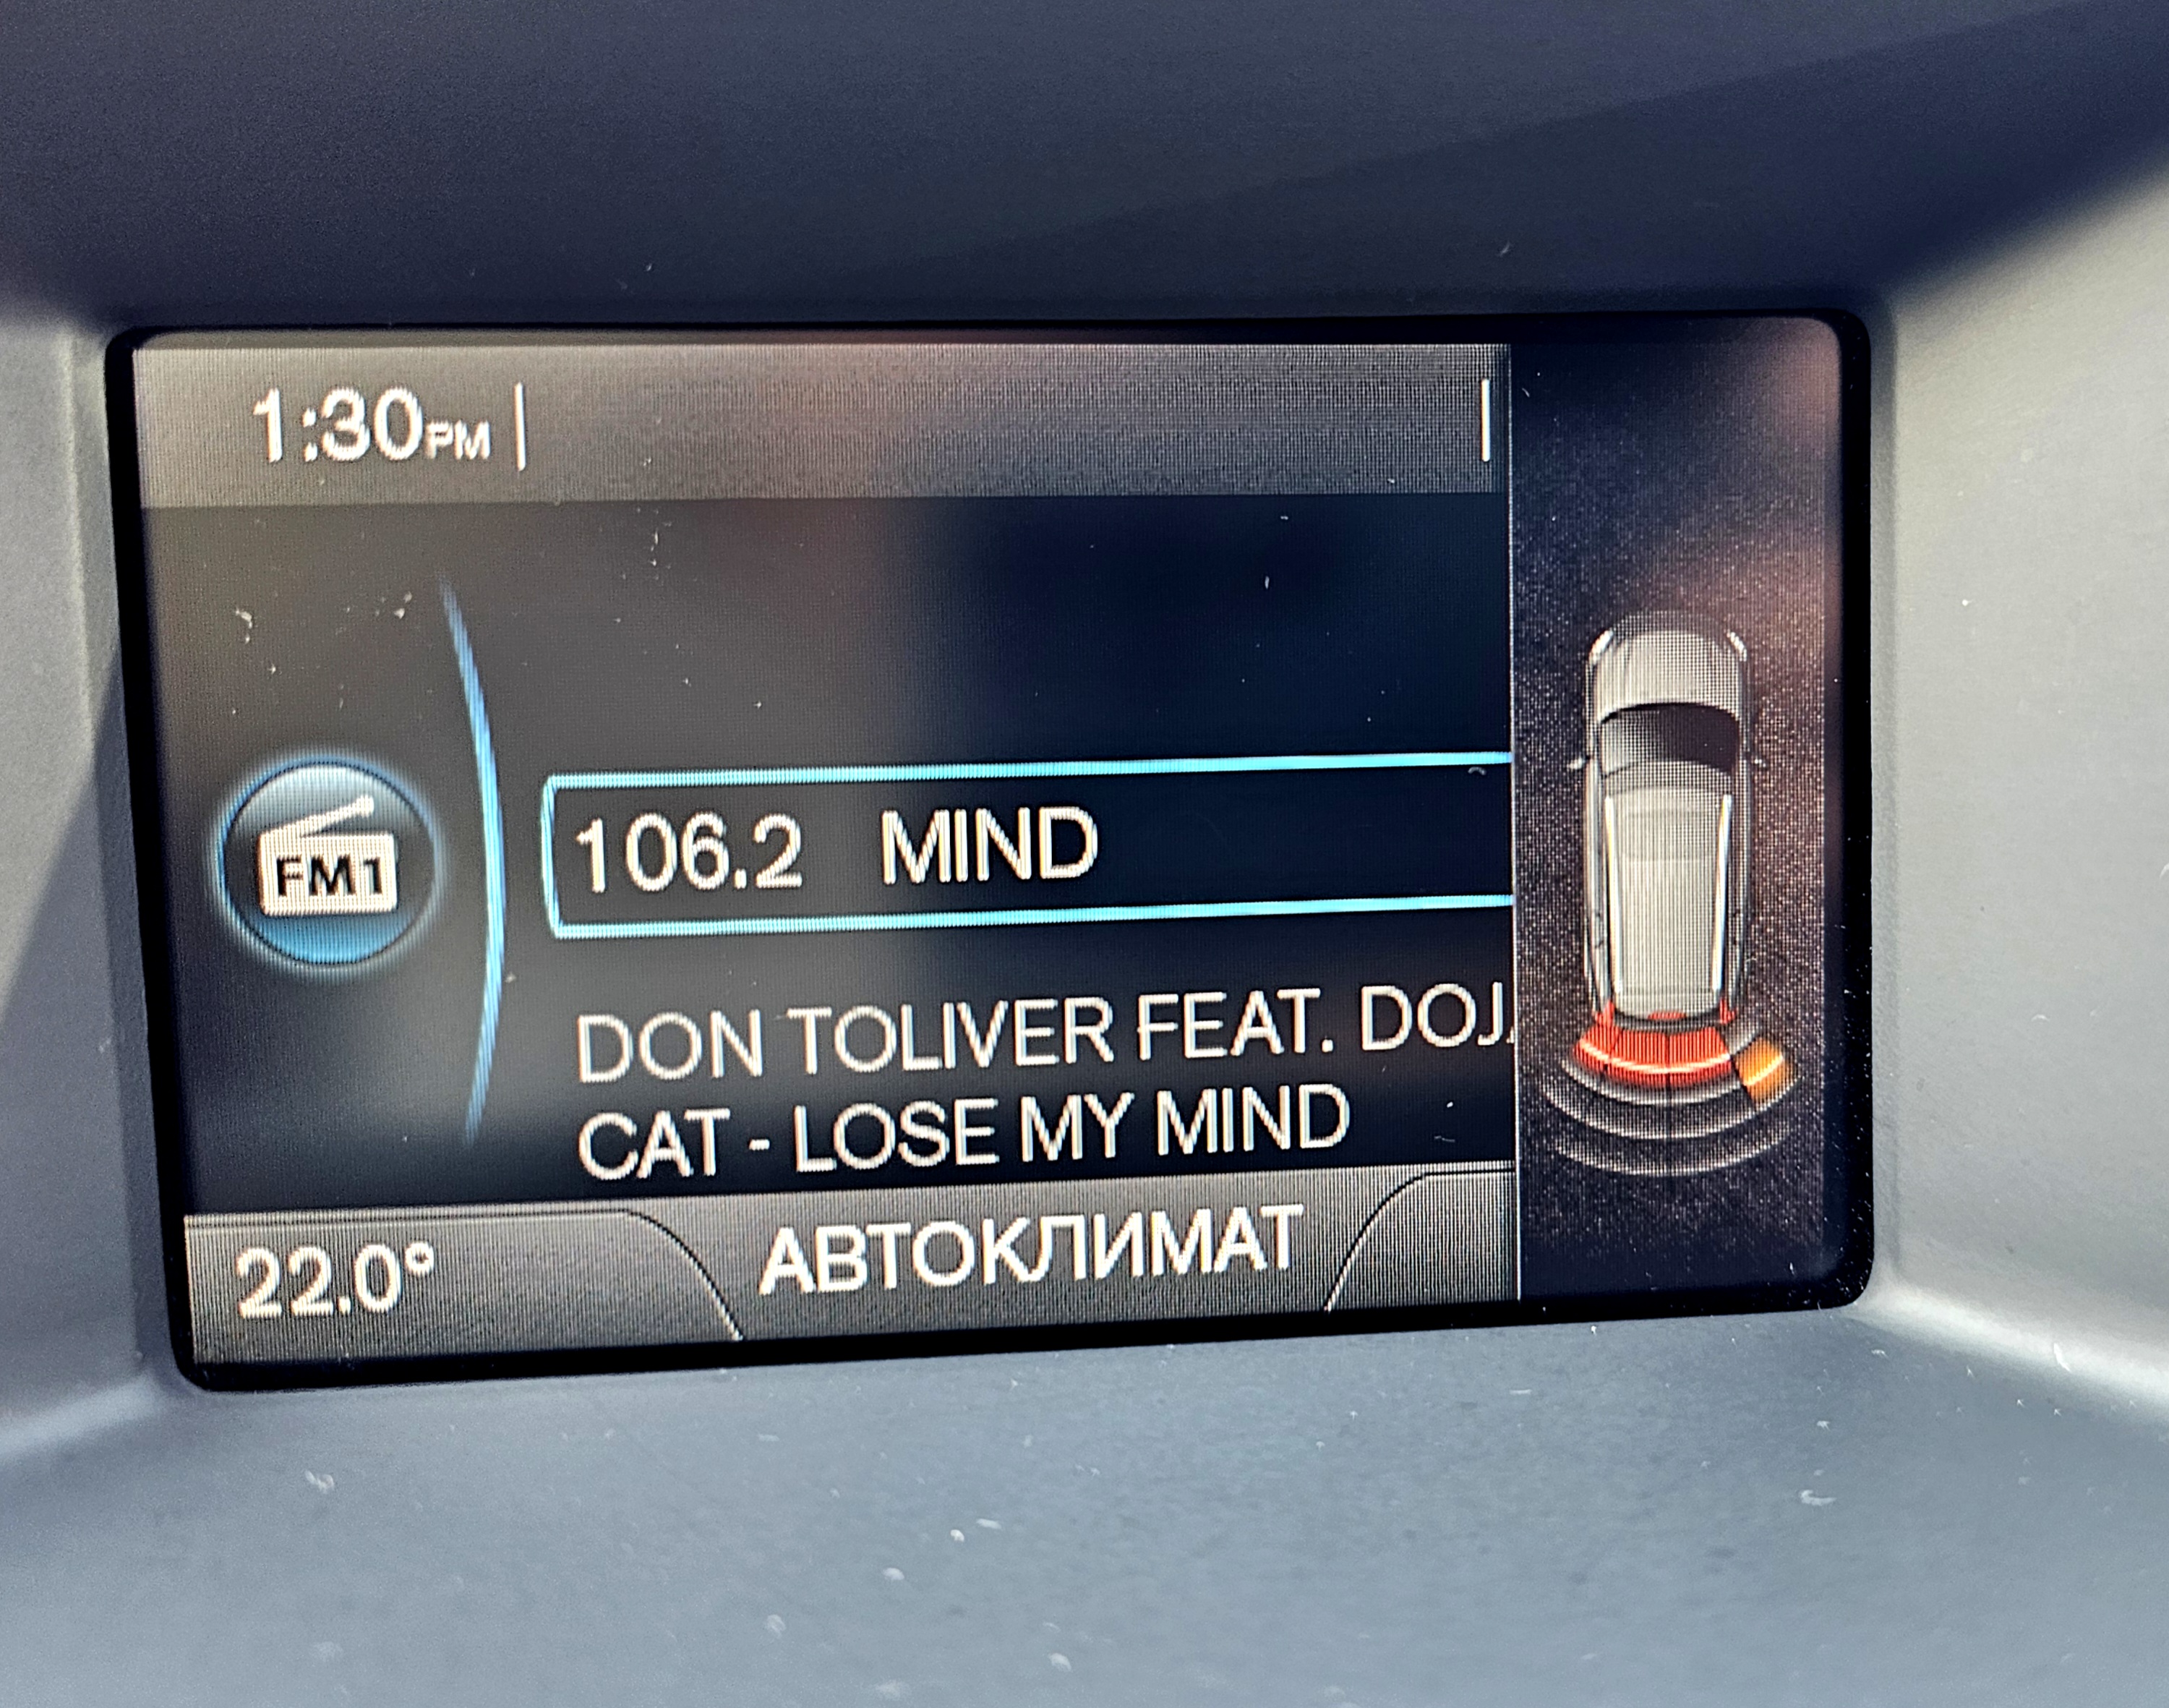 1:30PM
FM1
106.2 MIND
DON TOLIVER FEAT. DOJ
CAT - LOSE MY MIND
22.0°
АВТОКЛИМАТ